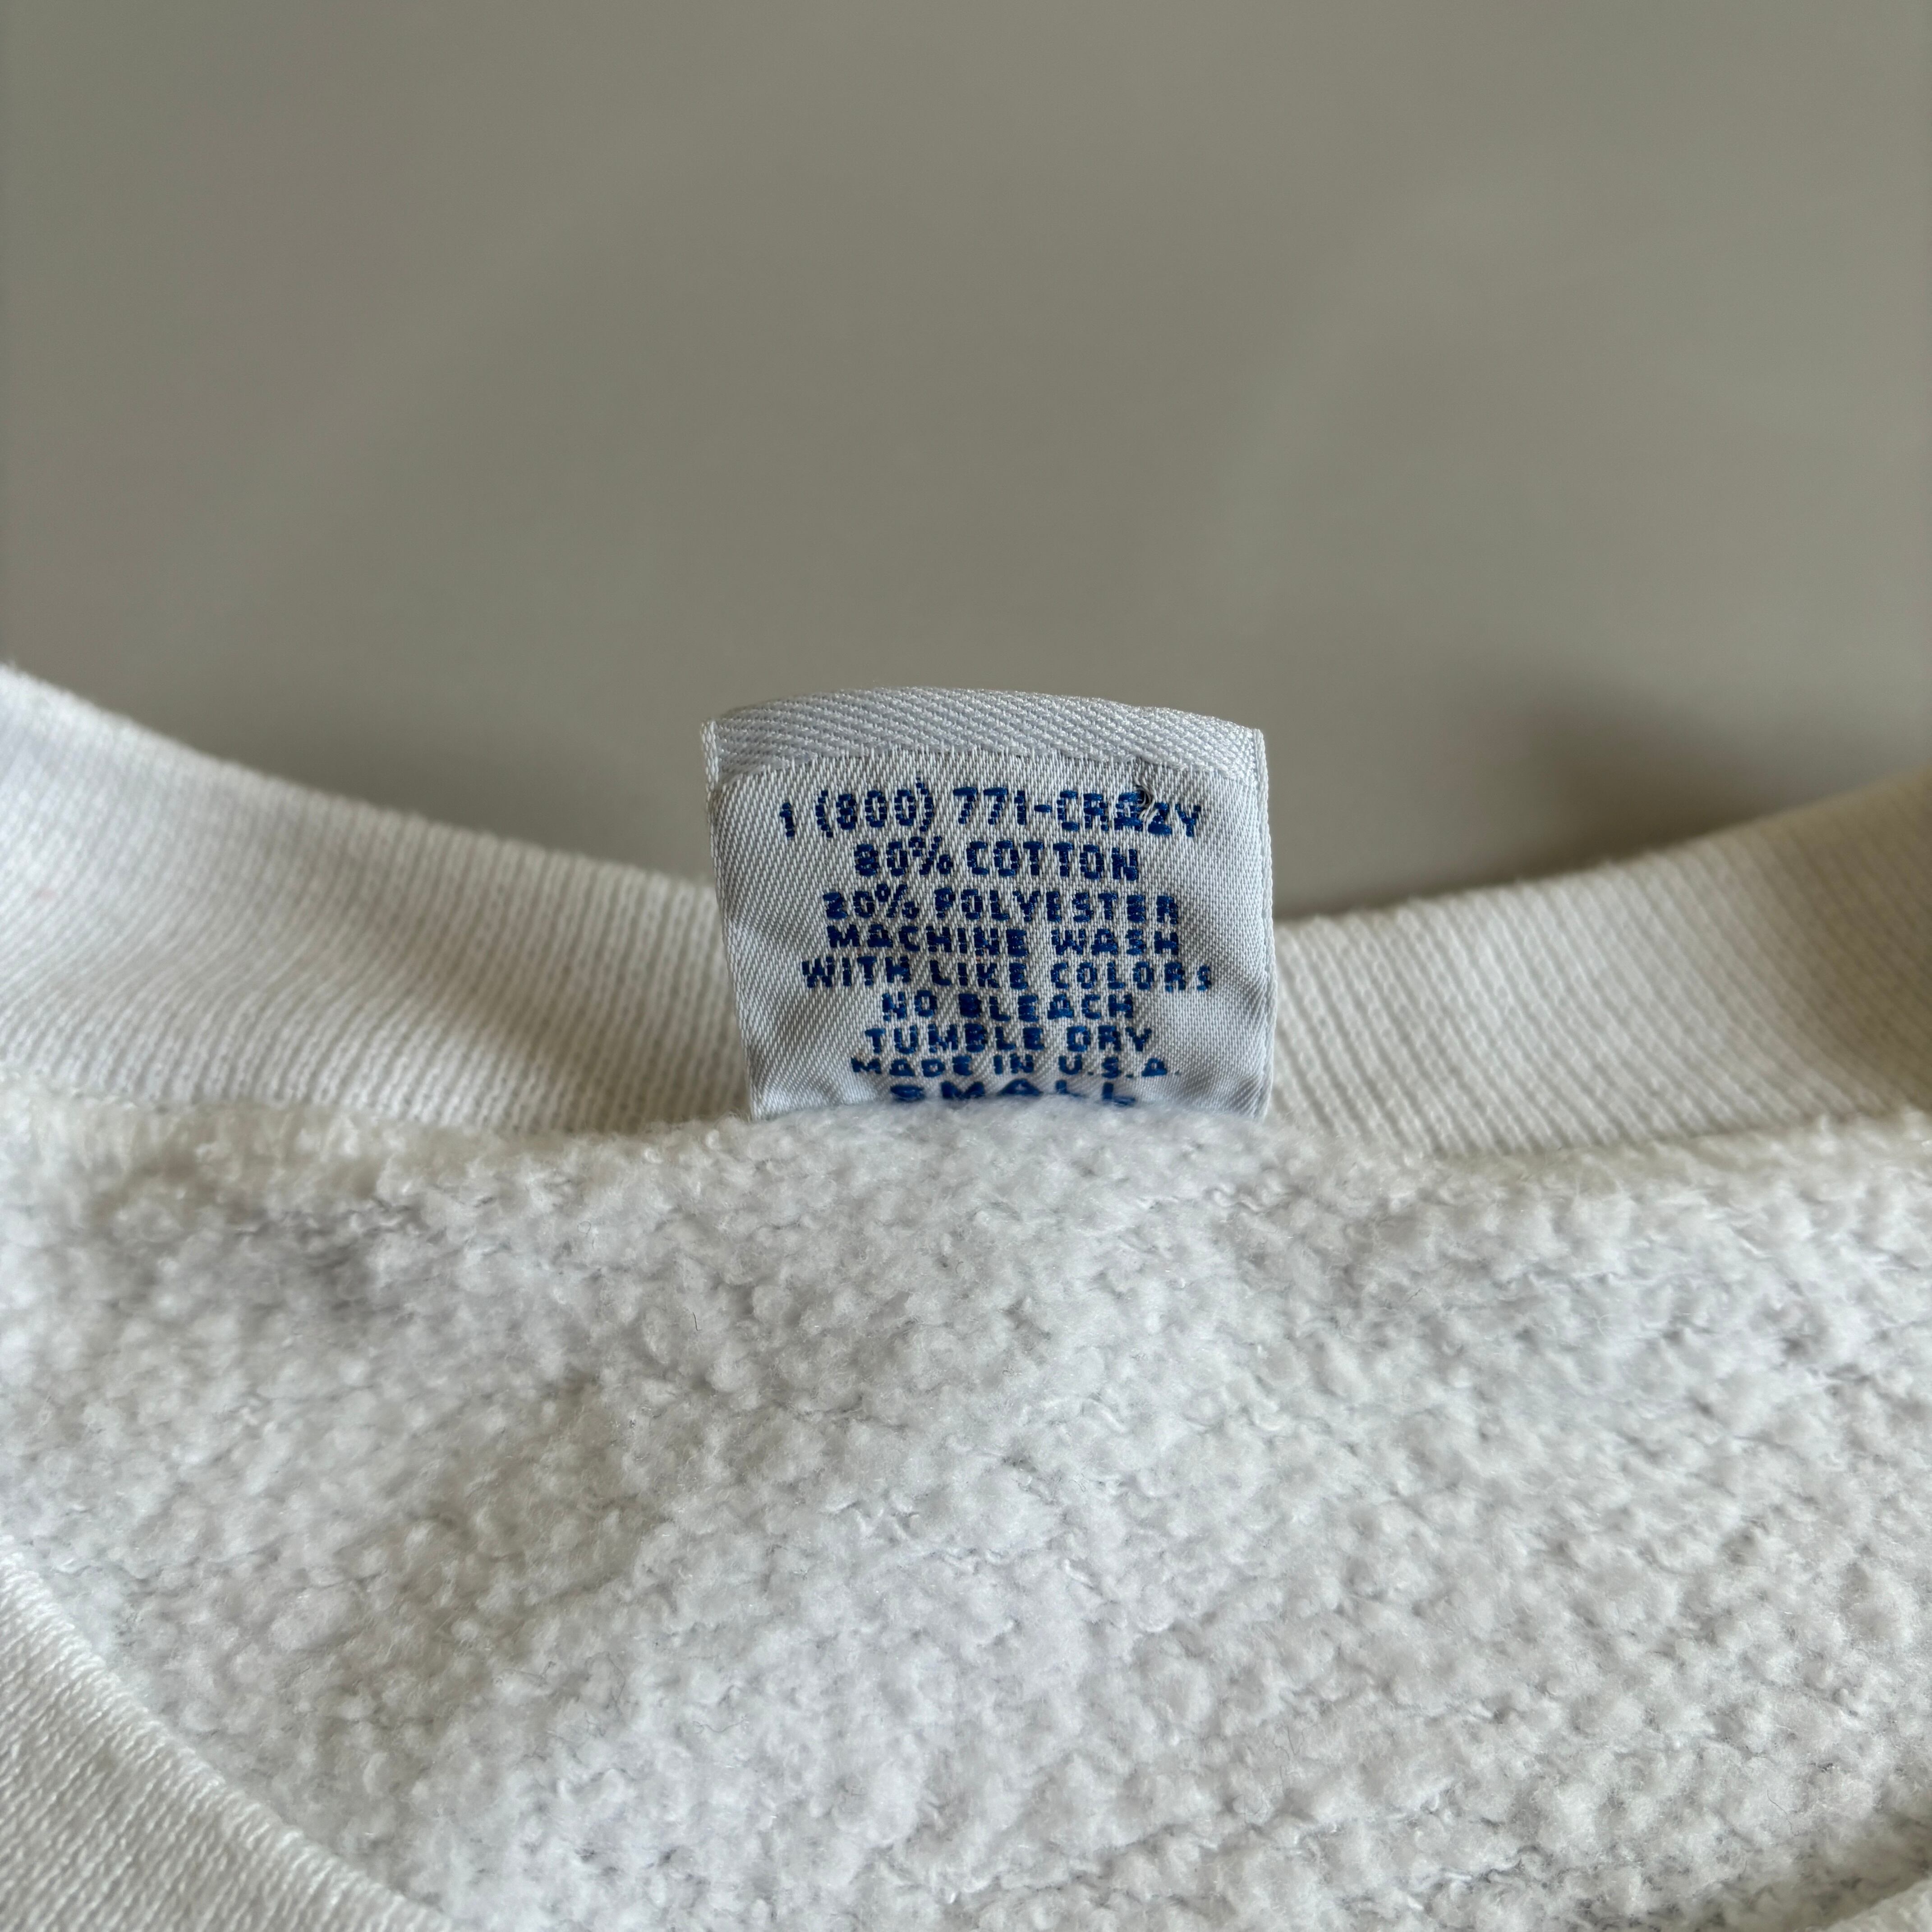 1 (800) 771-CRAZY
80% COTTON
20% POLYESTER
MACHINE WASH
WITH LIKE COLORS
NO BLEACH
TUMBLE DRY
MADE IN U.S.A.
SMALL